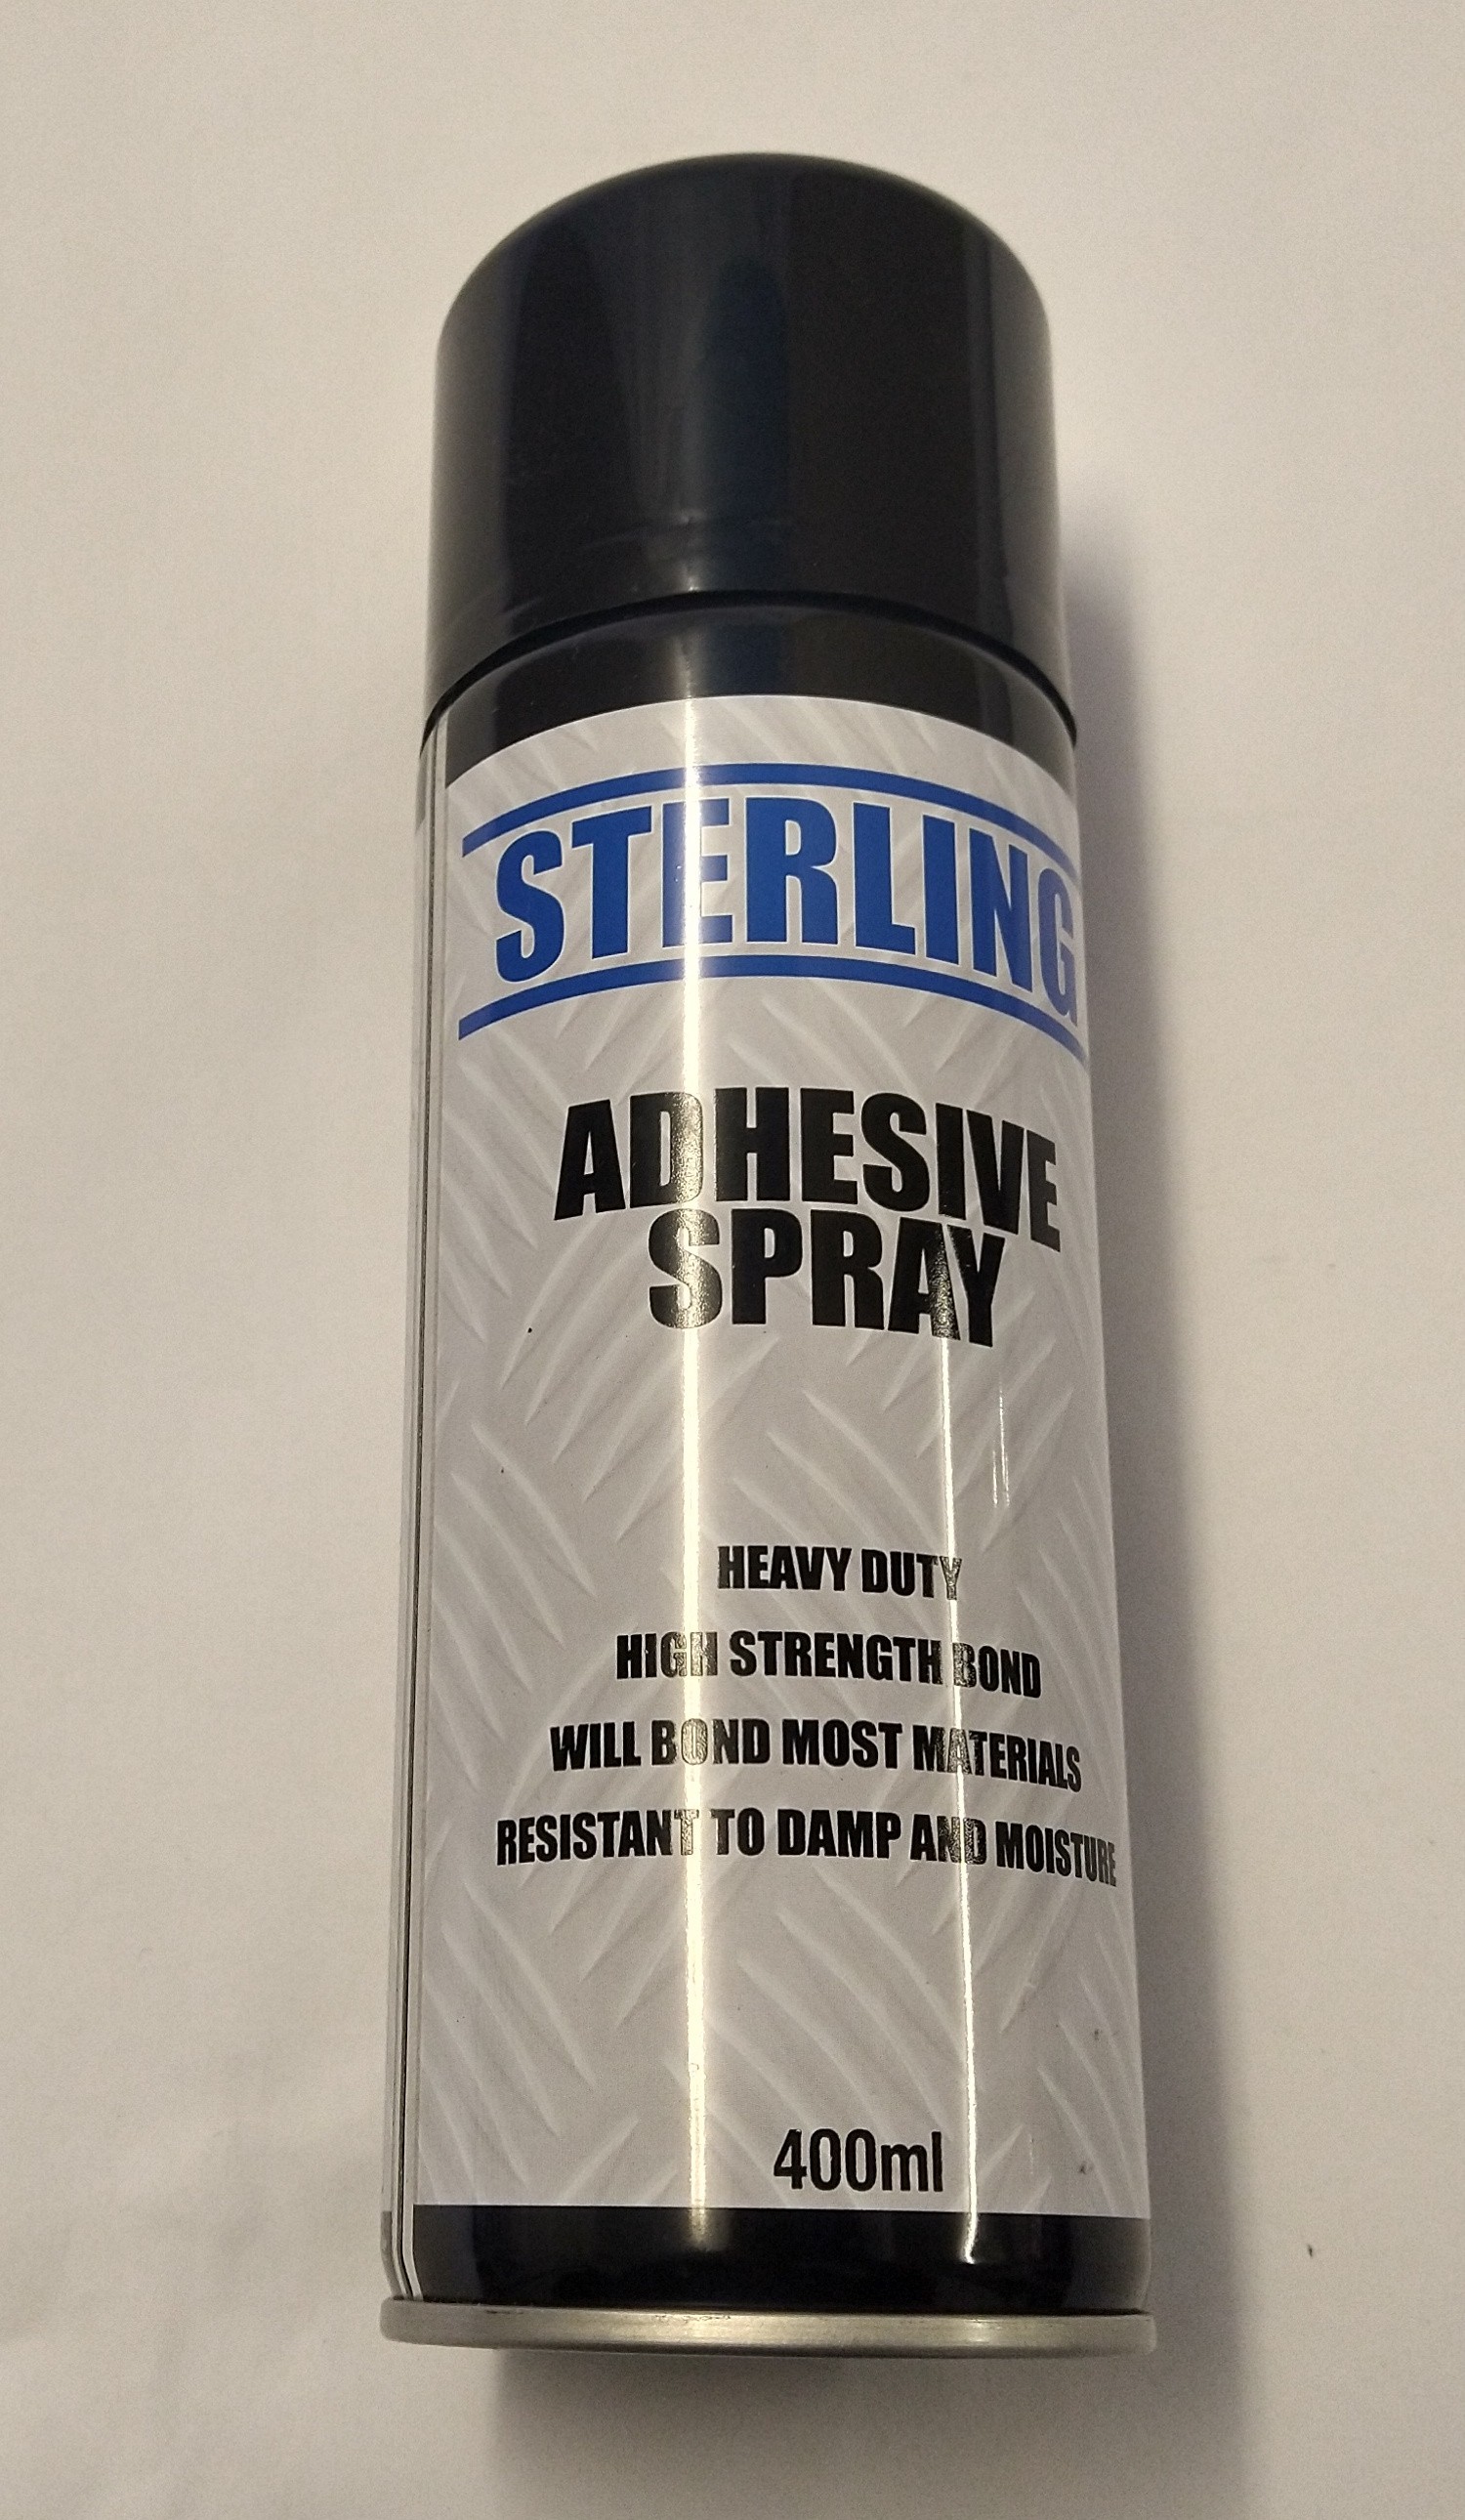 STERLING
ADHESIVE
SPRAY
HEAVY DUTY
HIGH STRENGTH BOND
WILL BOND MOST MATERIALS
RESISTANT TO DAMP AND MOISTURE
400ml